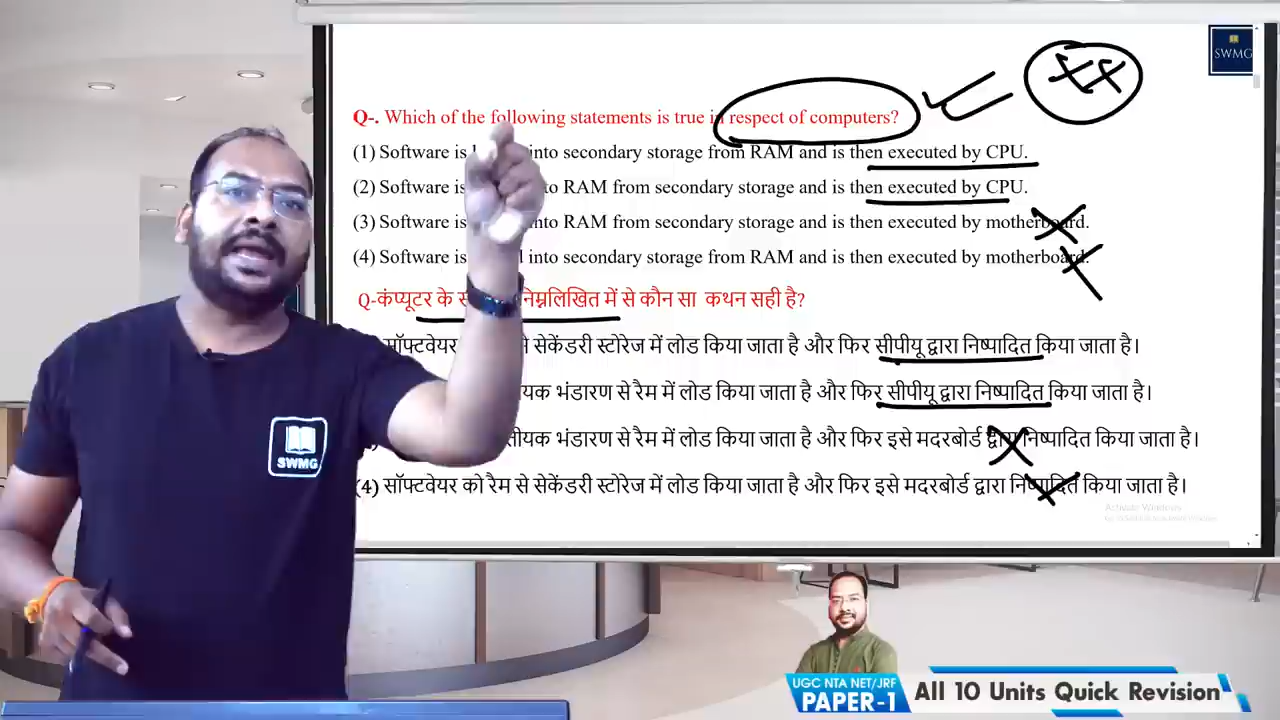 SWMG
Q-. Which of the following statements is true in respect of computers?
(1) Software is into secondary storage from RAM and is then executed by CPU.
(2) Software is to RAM from secondary storage and is then executed by CPU.
(3) Software is into RAM from secondary storage and is then executed by motherboard.
(4) Software is into secondary storage from RAM and is then executed by motherboard.
Q-कंप्यूटर के निम्नलिखित में से कौन सा कथन सही है?
सॉफ्टवेयर से सेकेंडरी स्टोरेज में लोड किया जाता है और फिर सीपीयू द्वारा निष्पादित किया जाता है।
भंडारण से रैम में लोड किया जाता है और फिर सीपीयू द्वारा निष्पादित किया जाता है।
भंडारण से रैम में लोड किया जाता है और फिर इसे मदरबोर्ड द्वारा निष्पादित किया जाता है।
(4) सॉफ्टवेयर को रैम से सेकेंडरी स्टोरेज में लोड किया जाता है और फिर इसे मदरबोर्ड द्वारा निष्पादित किया जाता है।
Activate Windows
SWMG
UGC NTA NET/JRF
PAPER-1
All 10 Units Quick Revision